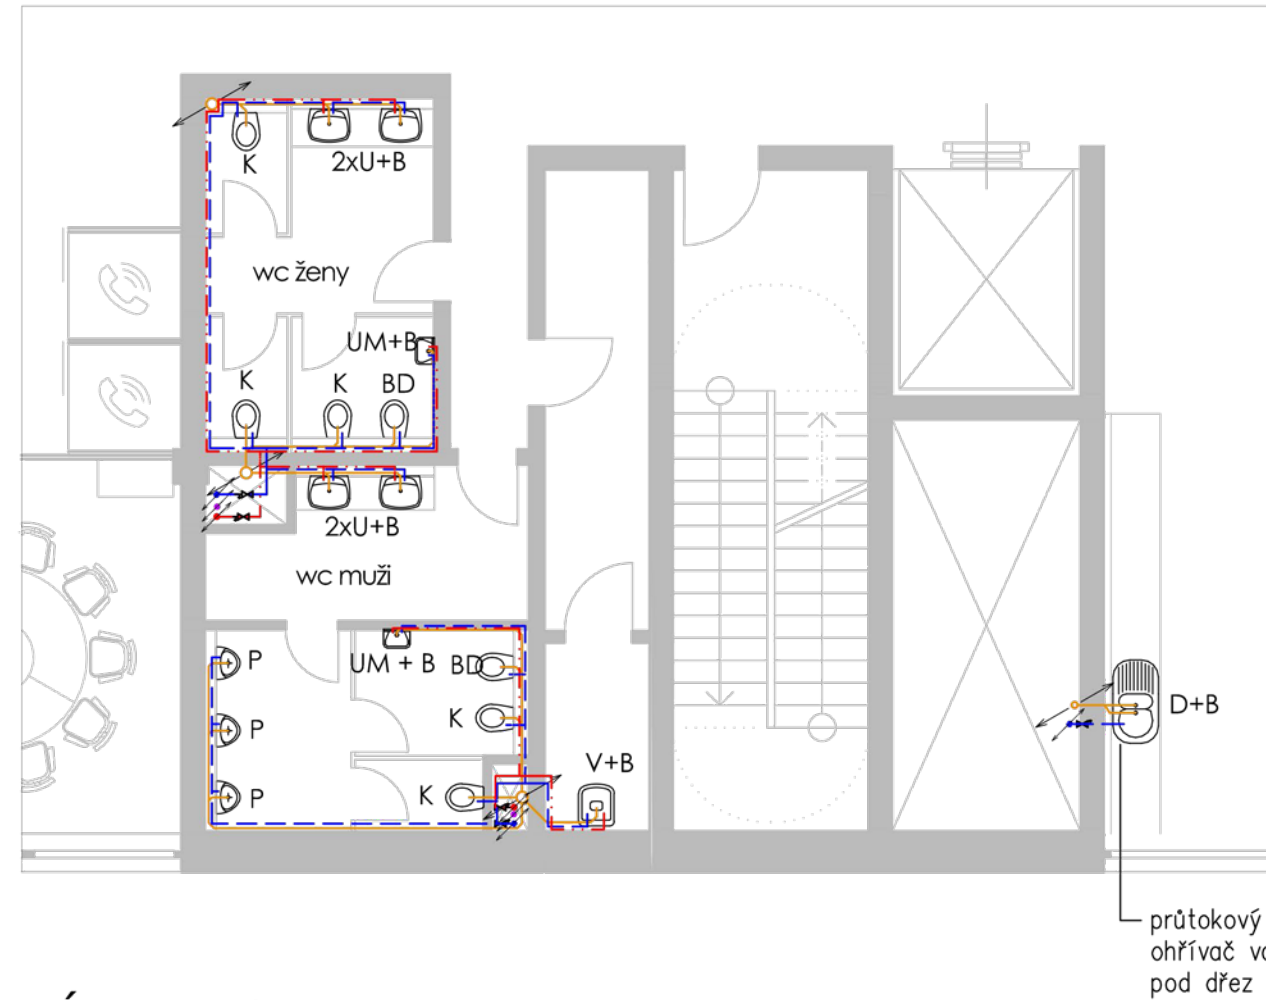 K
2xU+B
wc ženy
UM+B
K
K
BD
2xU+B
wc muži
P
UM + B
BD
P
K
D+B
V+B
P
K
průtokový
ohřívač
pod dřez